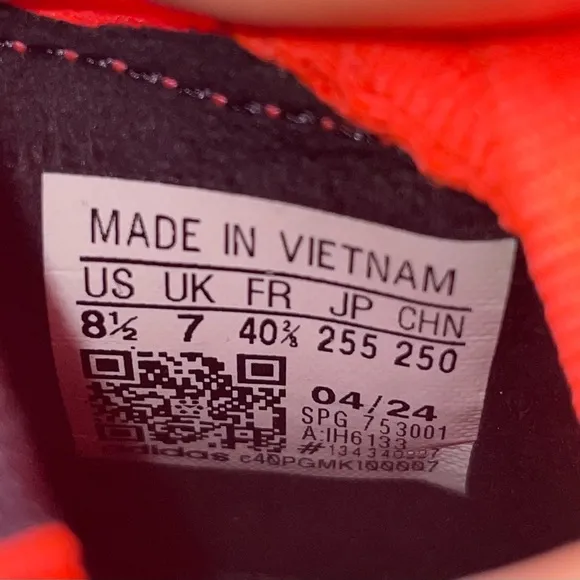 MADE IN VIETNAM
US UK FR JP CHN
8½ 7 40⅔ 255 250
04/24
SPG 753001
A:IH6133
adidas c40PGMK100007